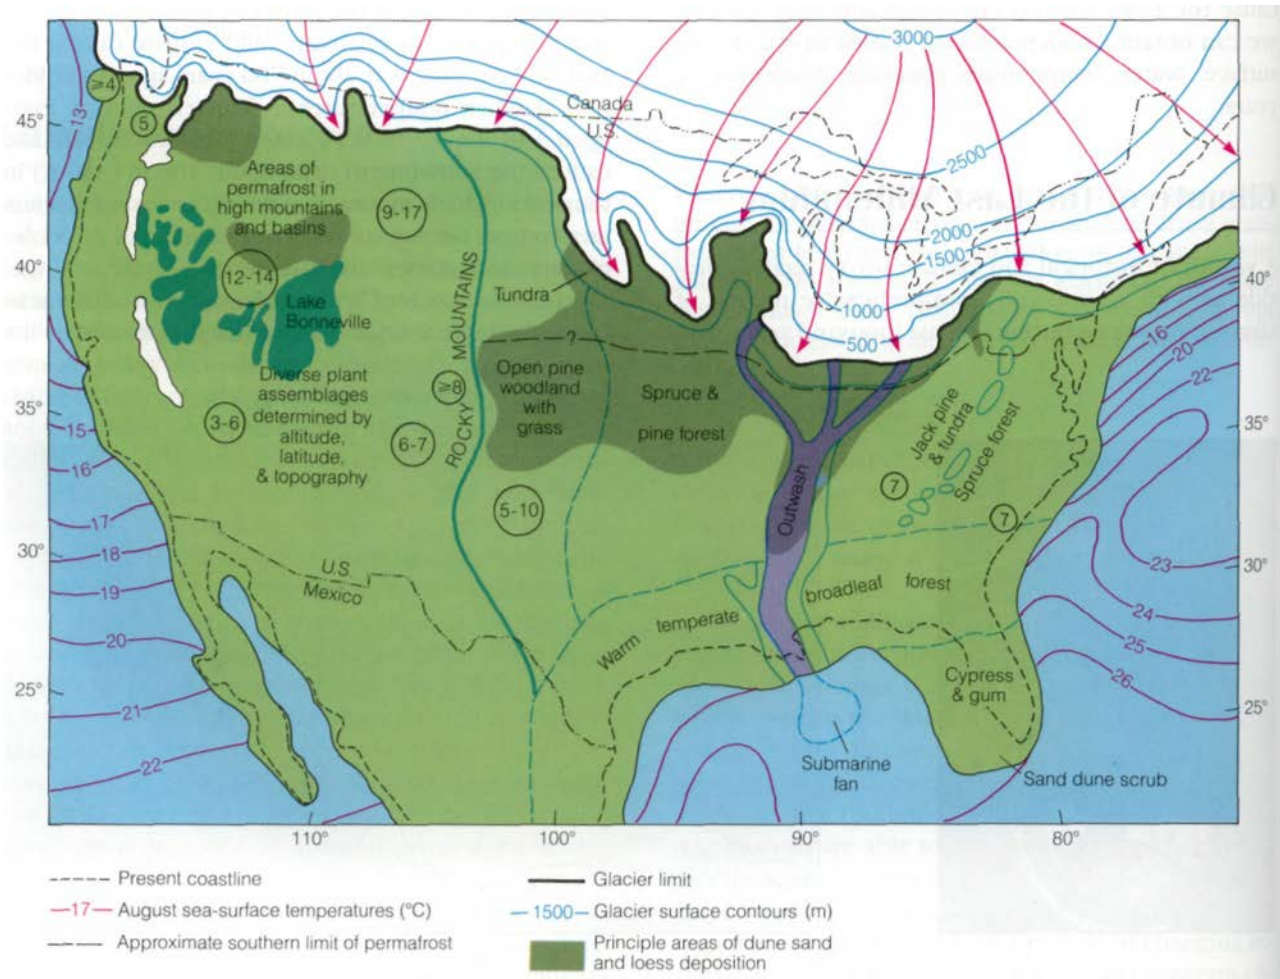 3000
Canada
U.S.
≥4
13
45°
45°
5
2500
Areas of
permafrost in
high mountains
and basins
9-17
2000
1500
40°
40°
12-14
Tundra
1000
Lake
Bonneville
500
16
20
22
ROCKY MOUNTAINS
?
Open pine
woodland
with
grass
Spruce &
pine forest
≥8
Diverse plant
assemblages
determined by
altitude,
latitude,
& topography
35°
35°
3-6
6-7
15
16
Jack pine
& tundra
Spruce forest
7
7
Outwash
5-10
17
18
19
30°
30°
23
24
25
26
U.S.
Mexico
broadleaf forest
Warm temperate
20
21
22
25°
25°
Cypress
& gum
Submarine
fan
Sand dune scrub
110°
100°
90°
80°
Present coastline
17 August sea-surface temperatures (°C)
Approximate southern limit of permafrost
Glacier limit
1500 Glacier surface contours (m)
Principle areas of dune sand
and loess deposition